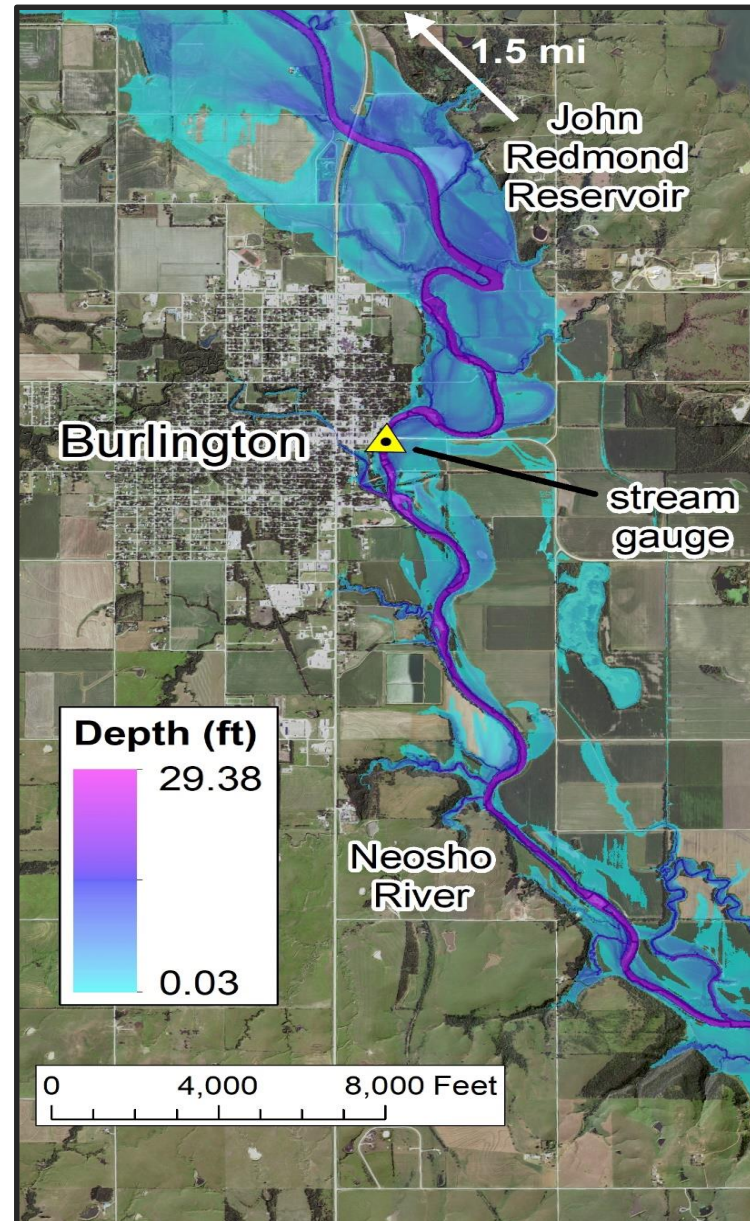 1.5 mi
John
Redmond
Reservoir
Burlington
stream
gauge
Depth (ft)
29.38
0.03
Neosho
River
0 4,000 8,000 Feet